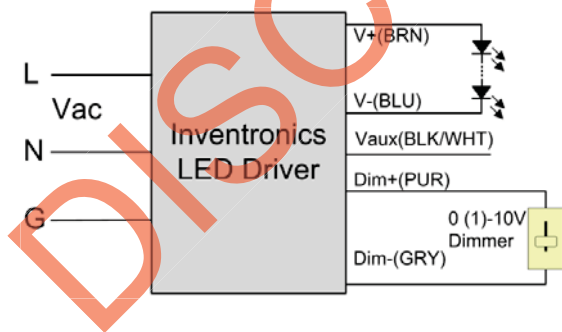 V+(BRN)
L
Vac
V-(BLU)
N
Inventronics
LED Driver
Vaux(BLK/WHT)
Dim+(PUR)
G
0 (1)-10V
Dimmer
Dim-(GRY)
DISC